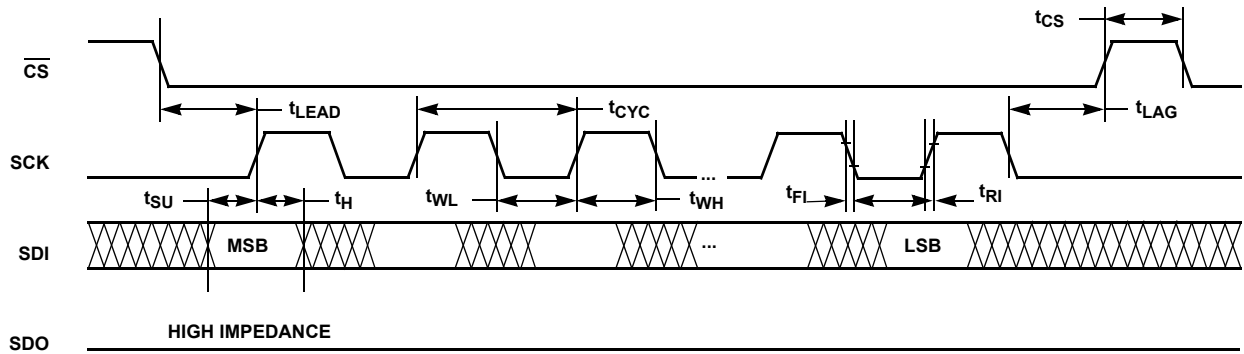 tCS
CS
tLEAD
tCYC
tLAG
SCK
...
tSU
tH
tWL
tWH
tFI
tRI
SDI
MSB
...
LSB
HIGH IMPEDANCE
SDO